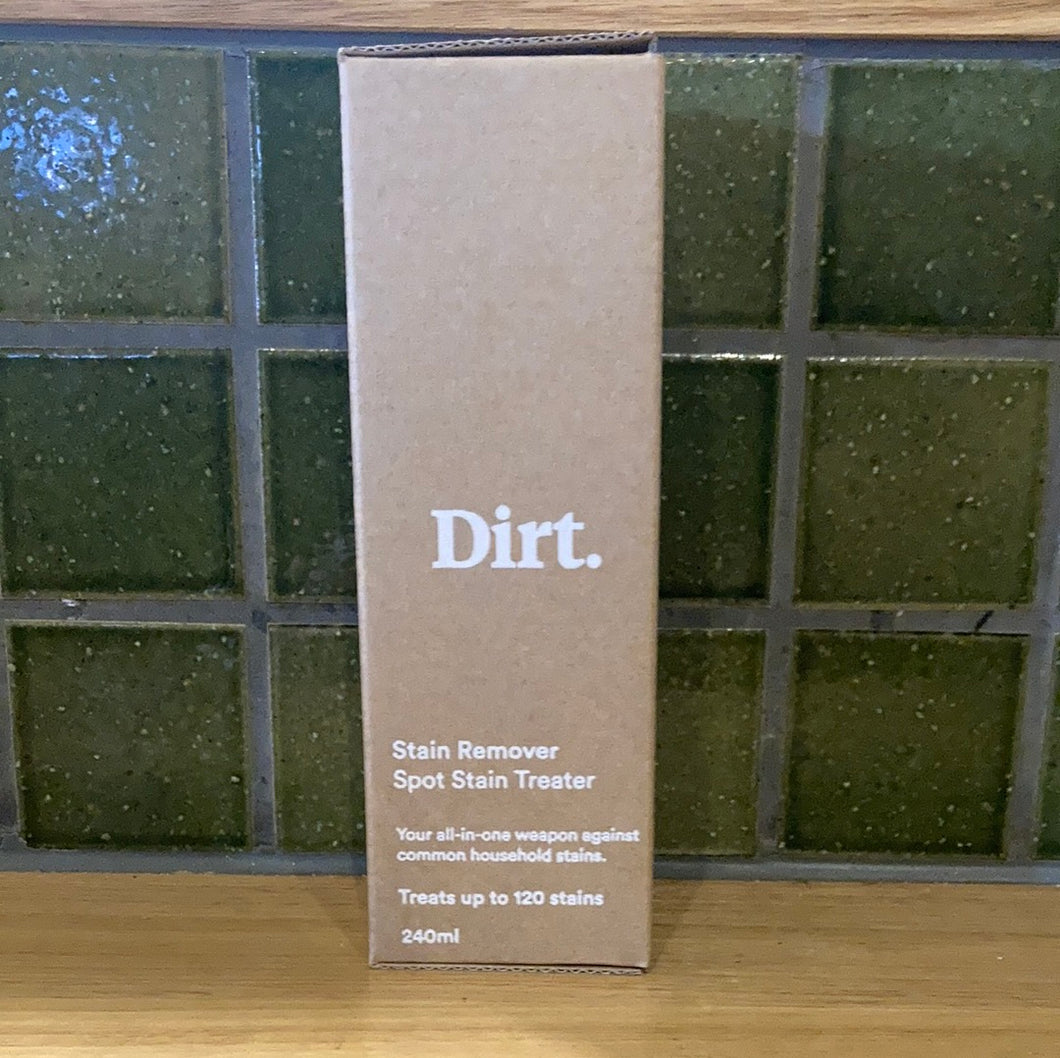 Dirt.
Stain Remover
Spot Stain Treater
Your all-in-one weapon against
common household stains.
Treats up to 120 stains
240ml